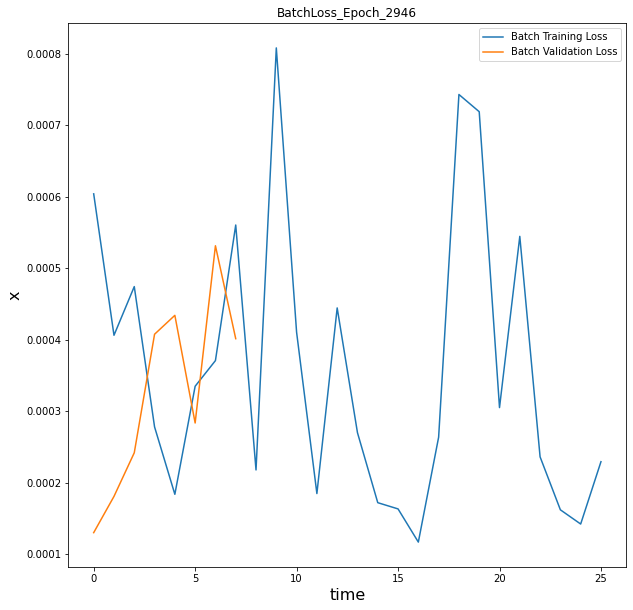 BatchLoss_Epoch_2946
Batch Training Loss
Batch Validation Loss
0.0008
0.0007
0.0006
0.0005
0.0004
0.0003
0.0002
0.0001
x
0 5 10 15 20 25
time